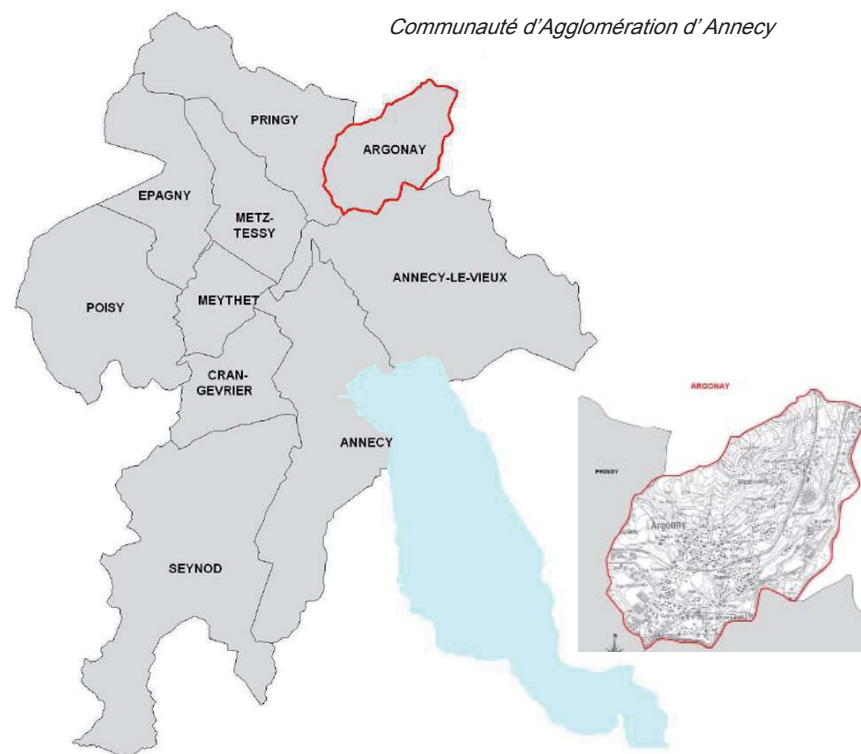 Communauté d'Agglomération d' Annecy
PRINGY
ARGONAY
EPAGNY
METZ-
TESSY
ANNECY-LE-VIEUX
MEYTHET
POISY
CRAN-
GEVRIER
ANNECY
SEYNOD
ARGONAY
PRINGY
Argonay